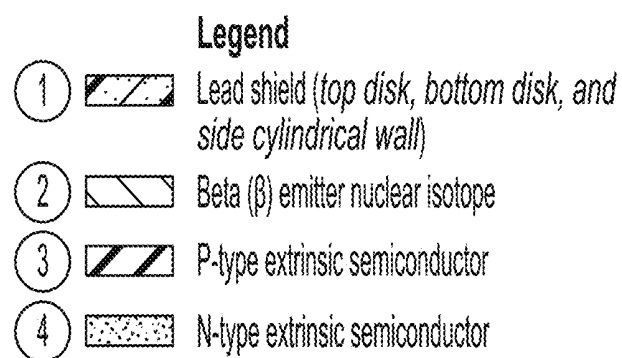 Legend
1 Lead shield (top disk, bottom disk, and
side cylindrical wall)
2 Beta (β) emitter nuclear isotope
3 P-type extrinsic semiconductor
4 N-type extrinsic semiconductor